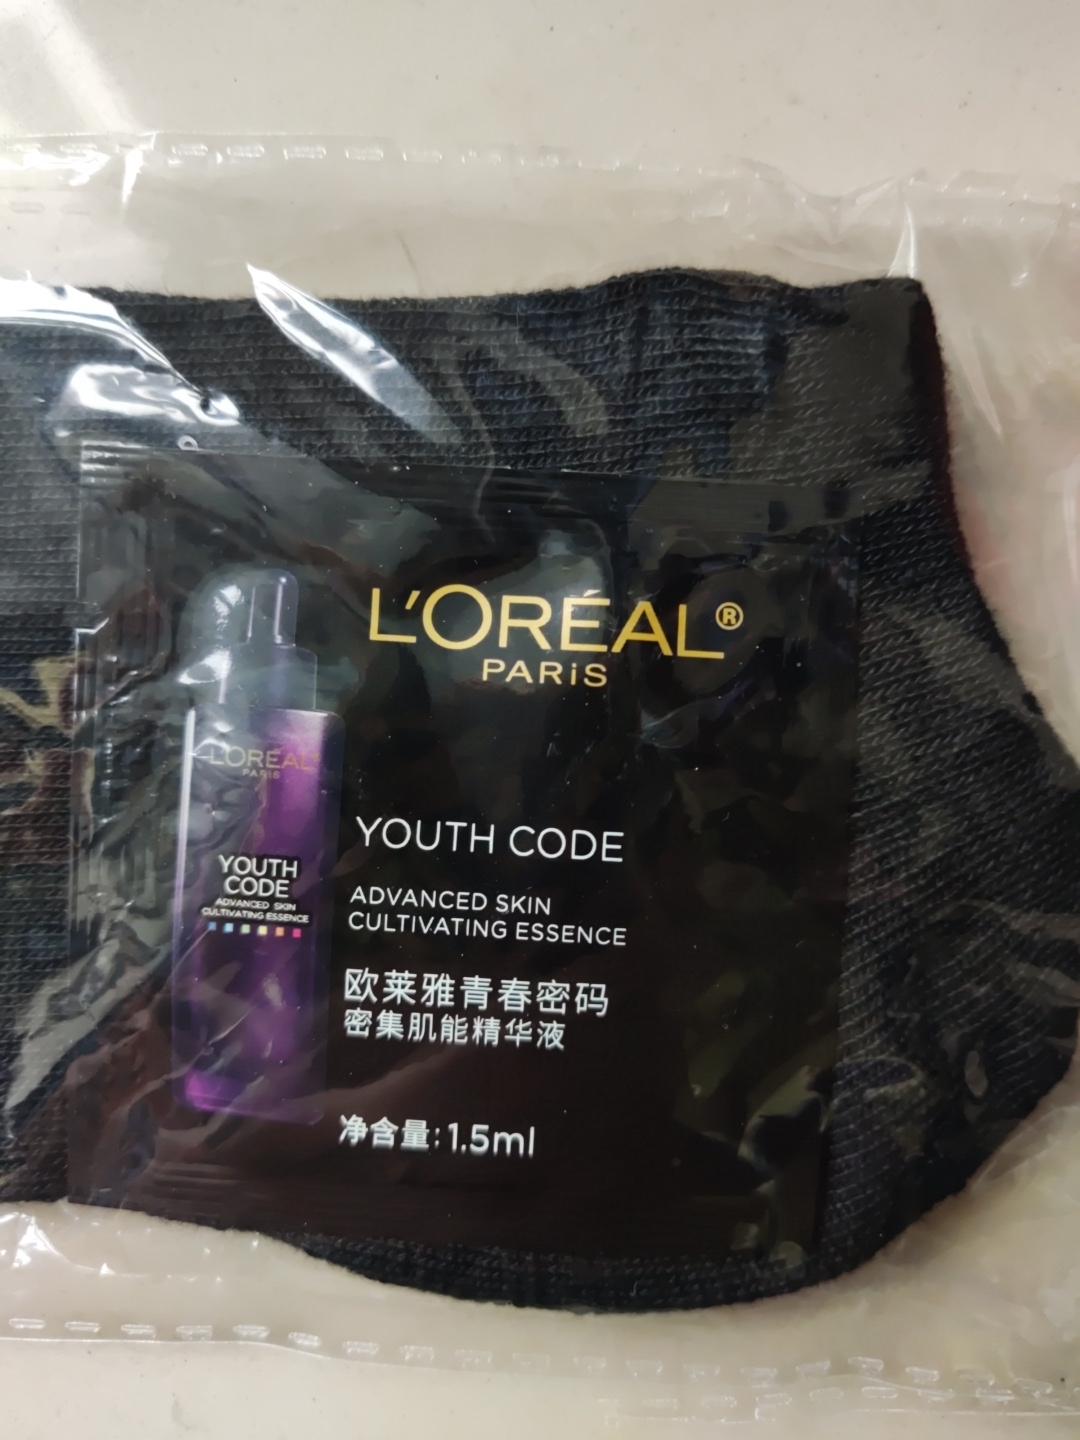 L'ORÉAL®
PARiS
L'ORÉAL
PARIS
YOUTH
CODE
ADVANCED SKIN
CULTIVATING ESSENCE
YOUTH CODE
ADVANCED SKIN
CULTIVATING ESSENCE
欧莱雅青春密码
密集肌能精华液
净含量:1.5ml